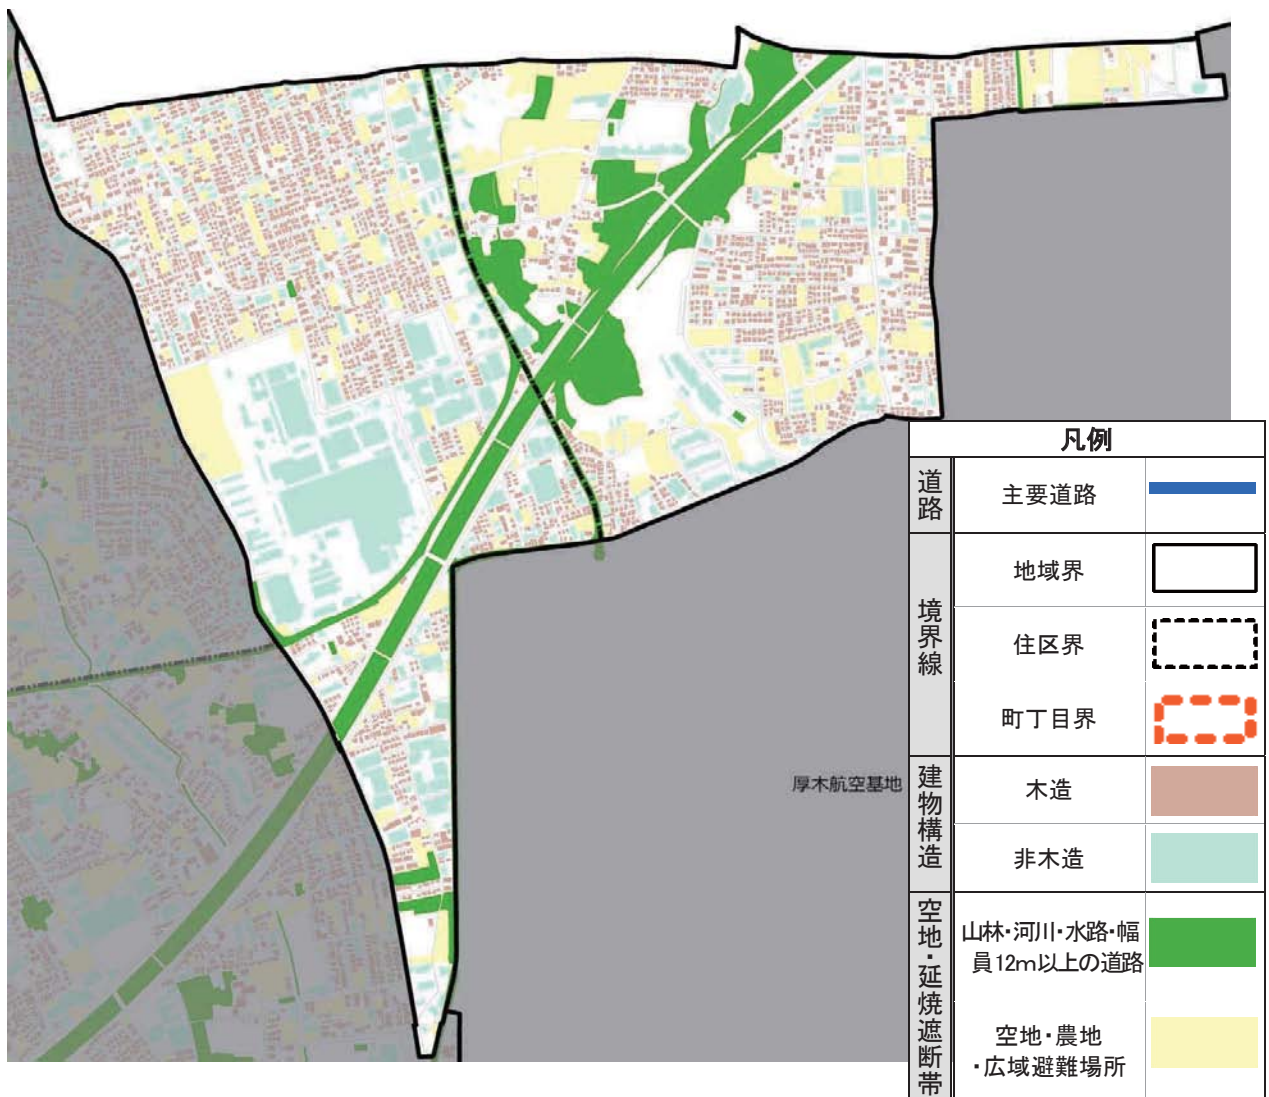 厚木航空基地
凡例
道路
主要道路
境界線
地域界
住区界
町丁目界
建物構造
木造
非木造
空地・延焼遮断帯
山林・河川・水路・幅
員12m以上の道路
空地・農地
・広域避難場所